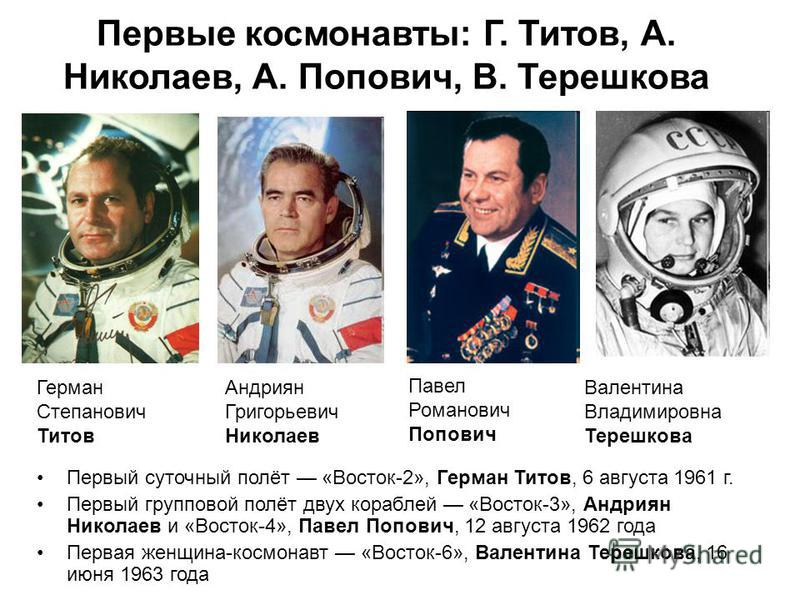 Первые космонавты: Г. Титов, А.
Николаев, А. Попович, В. Терешкова
СССР
Герман
Степанович
Титов
Андриян
Григорьевич
Николаев
Павел
Романович
Попович
Валентина
Владимировна
Терешкова
• Первый суточный полёт — «Восток-2», Герман Титов, 6 августа 1961 г.
• Первый групповой полёт двух кораблей — «Восток-3», Андриян
Николаев и «Восток-4», Павел Попович, 12 августа 1962 года
• Первая женщина-космонавт — «Восток-6», Валентина Терешкова, 16
июня 1963 года
MyShared